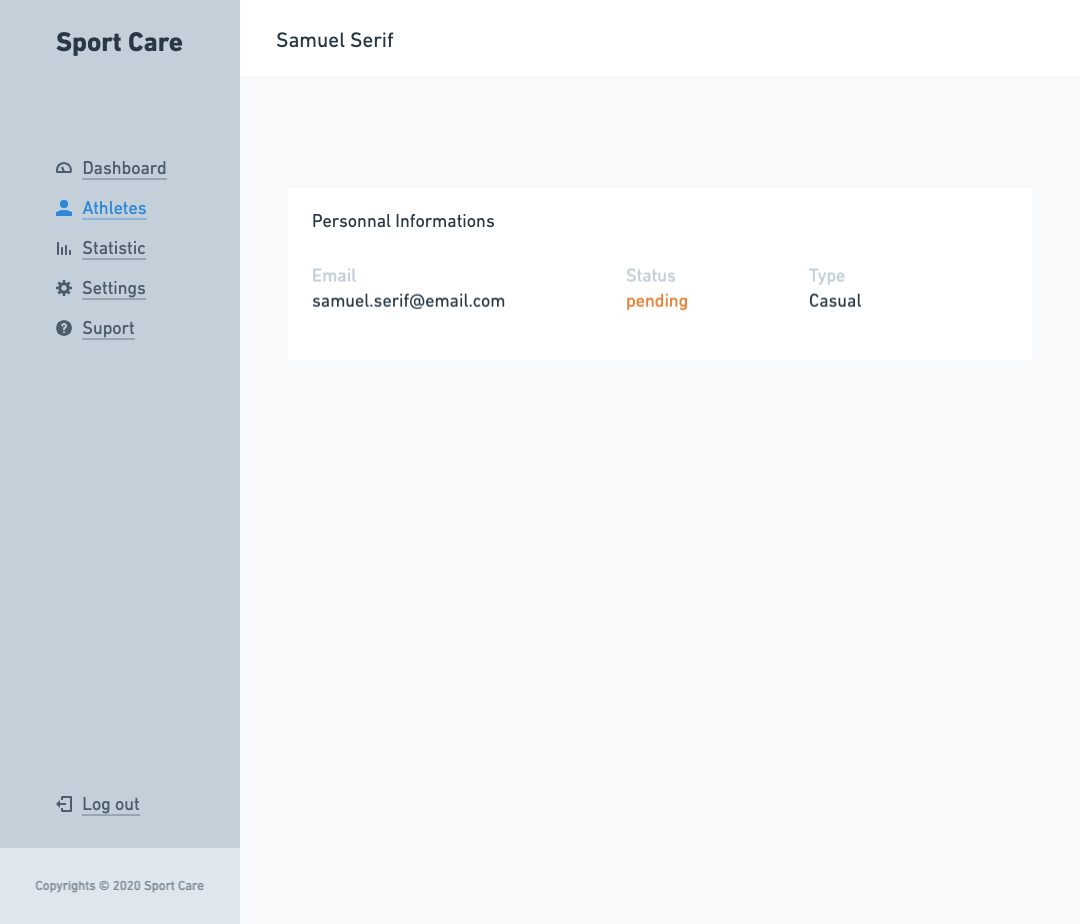 Sport Care
Samuel Serif
Dashboard
Athletes
Statistic
Settings
Suport
Personnal Informations
Email Status Type
samuel.serif@email.com pending Casual
Log out
Copyrights © 2020 Sport Care